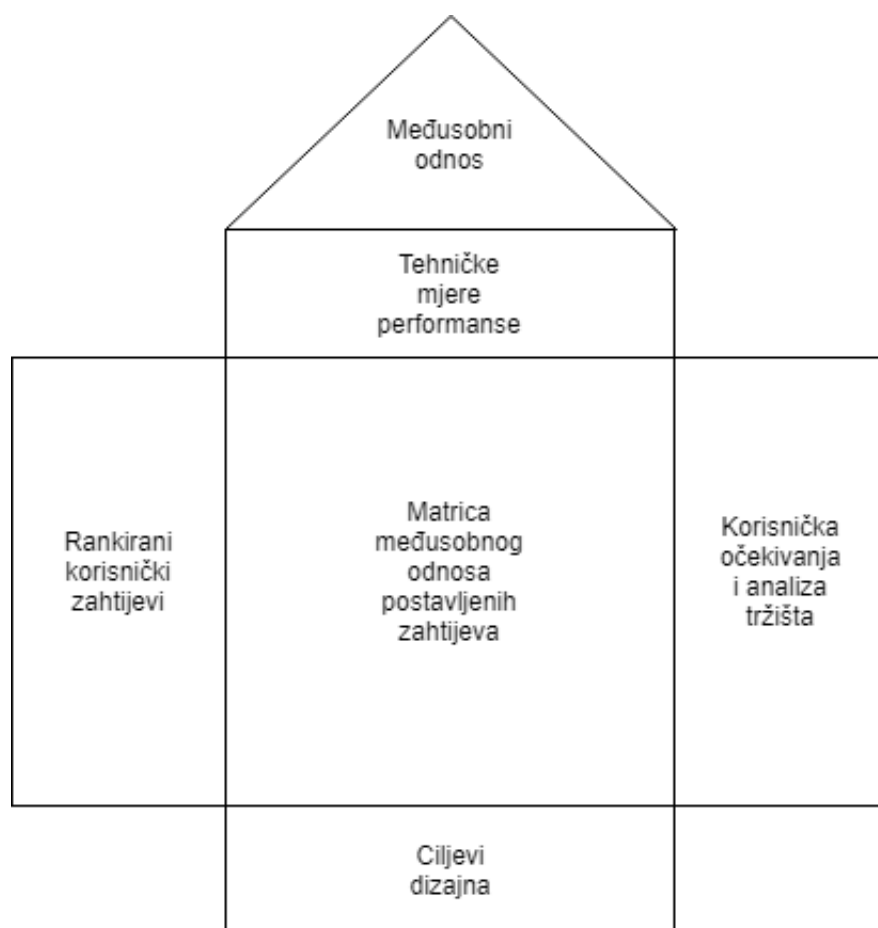 Međusobni
odnos
Tehničke
mjere
performanse
Rankirani
korisnički
zahtijevi
Matrica
međusobnog
odnosa
postavljenih
zahtijeva
Korisnička
očekivanja
i analiza
tržišta
Ciljevi
dizajna